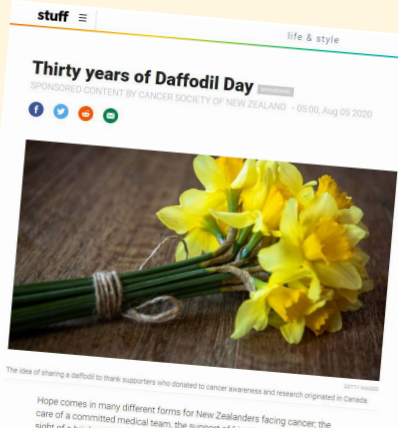 stuff
life & style
Thirty years of Daffodil Day SPONSORED
SPONSORED CONTENT BY CANCER SOCIETY OF NEW ZEALAND • 05:00, Aug 05 2020
GETTY IMAGES
The idea of sharing a daffodil to thank supporters who donated to cancer awareness and research originated in Canada.
Hope comes in many different forms for New Zealanders facing cancer; the
care of a committed medical team, the support of
sight of a